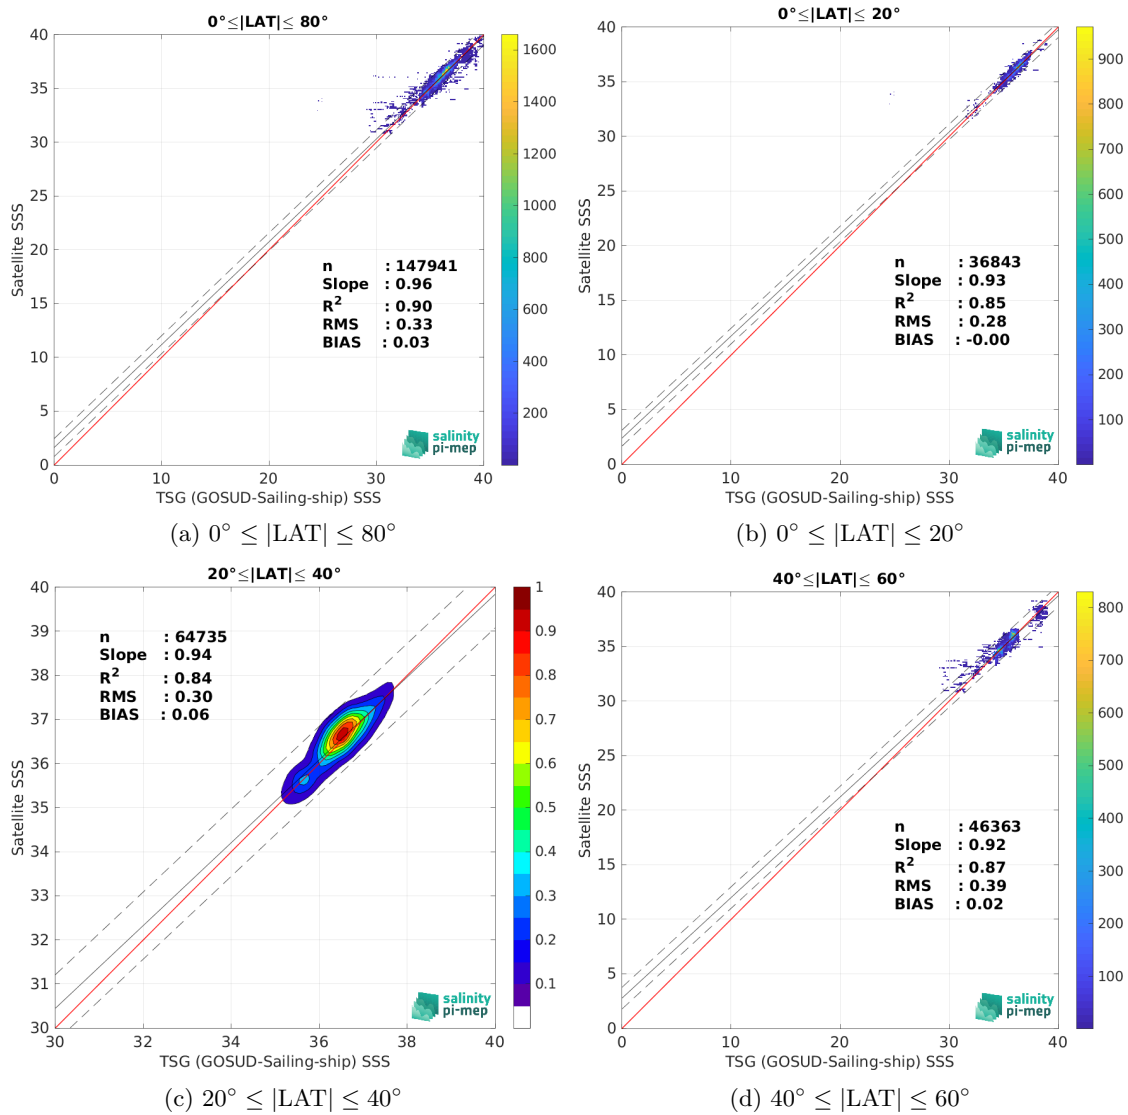 0°≤|LAT|≤ 80°
40
35
30
25
20
15
10
5
0
Satellite SSS
n : 147941
Slope : 0.96
R2 : 0.90
RMS : 0.33
BIAS : 0.03
salinity
pi-mep
0 10 20 30 40
TSG (GOSUD-Sailing-ship) SSS
1600
1400
1200
1000
800
600
400
200
(a) 0° ≤ |LAT| ≤ 80°
0°≤|LAT|≤ 20°
40
35
30
25
20
15
10
5
0
Satellite SSS
n : 36843
Slope : 0.93
R2 : 0.85
RMS : 0.28
BIAS : -0.00
salinity
pi-mep
0 10 20 30 40
TSG (GOSUD-Sailing-ship) SSS
900
800
700
600
500
400
300
200
100
(b) 0° ≤ |LAT| ≤ 20°
20°≤|LAT|≤ 40°
40
39
38
37
36
35
34
33
32
31
30
Satellite SSS
n : 64735
Slope : 0.94
R2 : 0.84
RMS : 0.30
BIAS : 0.06
salinity
pi-mep
30 32 34 36 38 40
TSG (GOSUD-Sailing-ship) SSS
1
0.9
0.8
0.7
0.6
0.5
0.4
0.3
0.2
0.1
(c) 20° ≤ |LAT| ≤ 40°
40°≤|LAT|≤ 60°
40
35
30
25
20
15
10
5
0
Satellite SSS
n : 46363
Slope : 0.92
R2 : 0.87
RMS : 0.39
BIAS : 0.02
salinity
pi-mep
0 10 20 30 40
TSG (GOSUD-Sailing-ship) SSS
800
700
600
500
400
300
200
100
(d) 40° ≤ |LAT| ≤ 60°